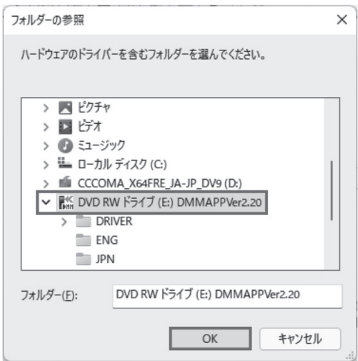 フォルダーの参照
ハードウェアのドライバーを含むフォルダーを選んでください。
ピクチャ
ビデオ
ミュージック
ローカル ディスク (C:)
CCCOMA_X64FRE_JA-JP_DV9 (D:)
DVD RW ドライブ (E:) DMMAPPVer2.20
DRIVER
ENG
JPN
フォルダー(F): DVD RW ドライブ (E:) DMMAPPVer2.20
OK キャンセル